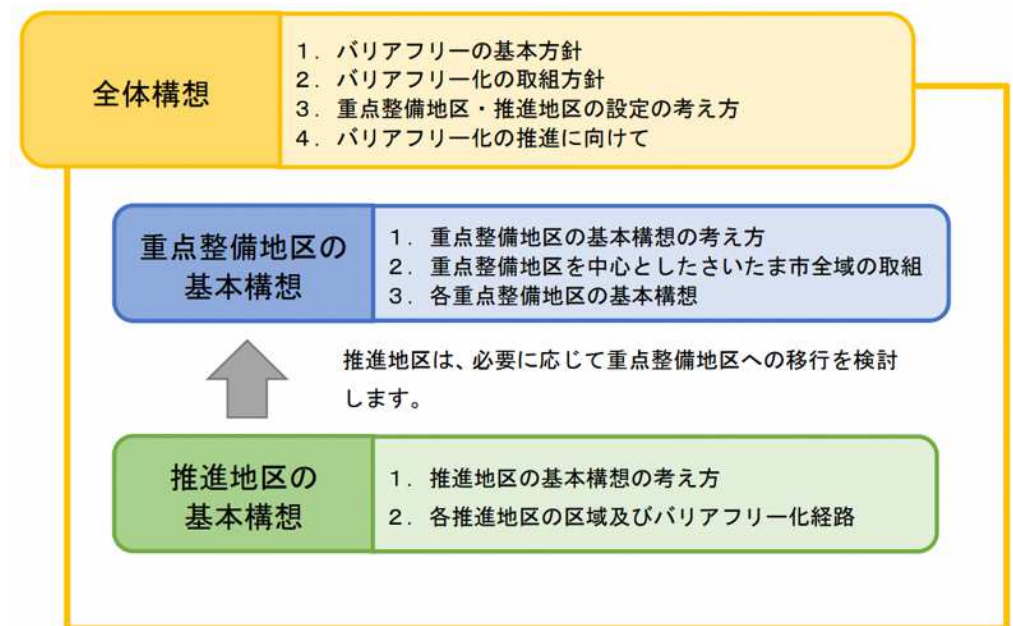 全体構想
1．バリアフリーの基本方針
2．バリアフリー化の取組方針
3．重点整備地区・推進地区の設定の考え方
4．バリアフリー化の推進に向けて
重点整備地区の
基本構想
1．重点整備地区の基本構想の考え方
2．重点整備地区を中心としたさいたま市全域の取組
3．各重点整備地区の基本構想
推進地区は、必要に応じて重点整備地区への移行を検討
します。
推進地区の
基本構想
1．推進地区の基本構想の考え方
2．各推進地区の区域及びバリアフリー化経路